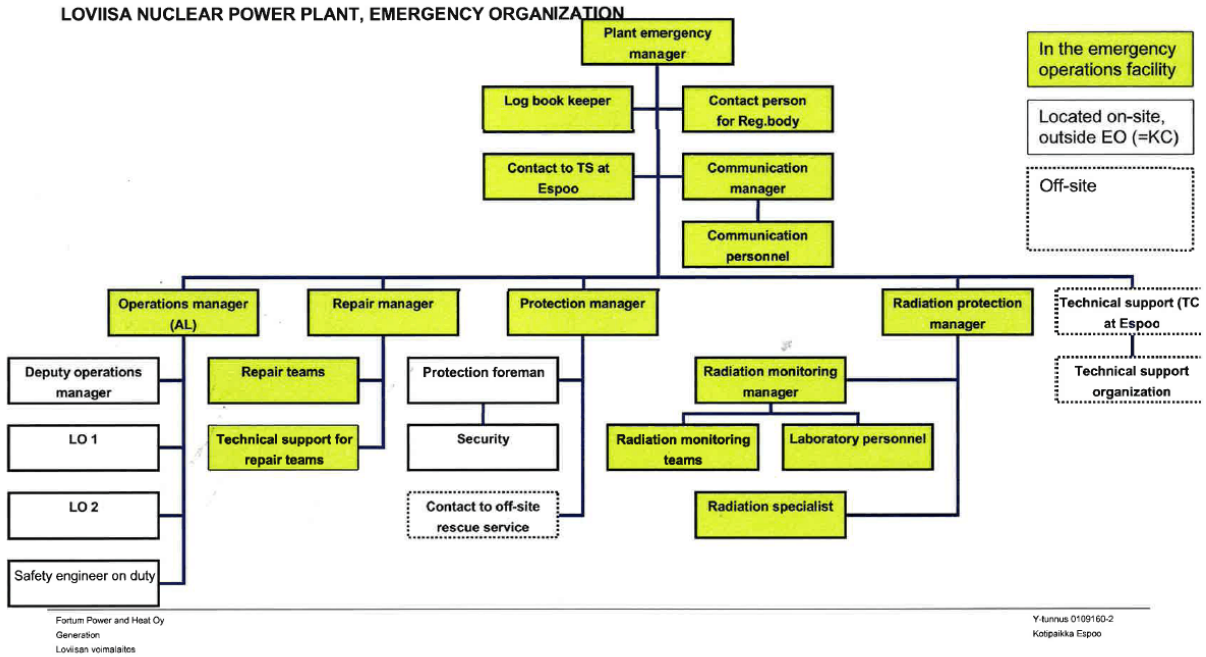 LOVIISA NUCLEAR POWER PLANT, EMERGENCY ORGANIZATION
Plant emergency
manager
In the emergency
operations facility
Located on-site,
outside EO (=KC)
Off-site
Log book keeper
Contact person
for Reg.body
Contact to TS at
Espoo
Communication
manager
Communication
personnel
Operations manager
(AL)
Repair manager
Protection manager
Radiation protection
manager
Technical support (TC
at Espoo
Deputy operations
manager
Repair teams
Protection foreman
Radiation monitoring
manager
Technical support
organization
LO 1
Technical support for
repair teams
Security
Radiation monitoring
teams
Laboratory personnel
LO 2
Contact to off-site
rescue service
Radiation specialist
Safety engineer on duty
Fortum Power and Heat Oy
Generation
Loviisan voimalaitos
Y-tunnus 0109160-2
Kotipaikka Espoo